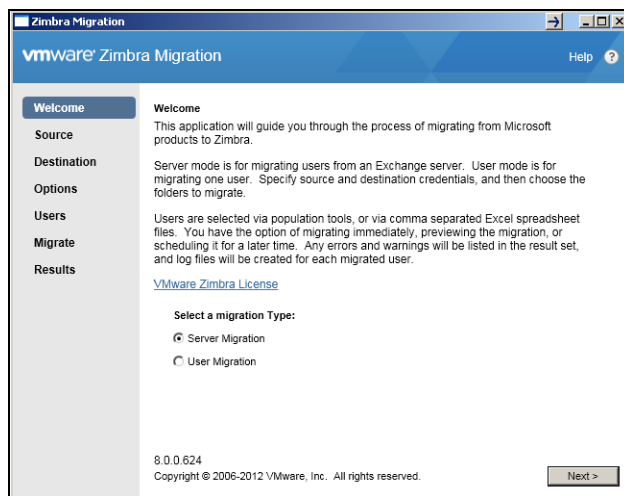 Zimbra Migration
vmware Zimbra Migration
Help ?
Welcome
Source
Destination
Options
Users
Migrate
Results
Welcome
This application will guide you through the process of migrating from Microsoft
products to Zimbra.
Server mode is for migrating users from an Exchange server. User mode is for
migrating one user. Specify source and destination credentials, and then choose the
folders to migrate.
Users are selected via population tools, or via comma separated Excel spreadsheet
files. You have the option of migrating immediately, previewing the migration, or
scheduling it for a later time. Any errors and warnings will be listed in the result set,
and log files will be created for each migrated user.
VMware Zimbra License
Select a migration Type:
Server Migration
User Migration
8.0.0.624
Copyright © 2006-2012 VMware, Inc. All rights reserved.
Next >